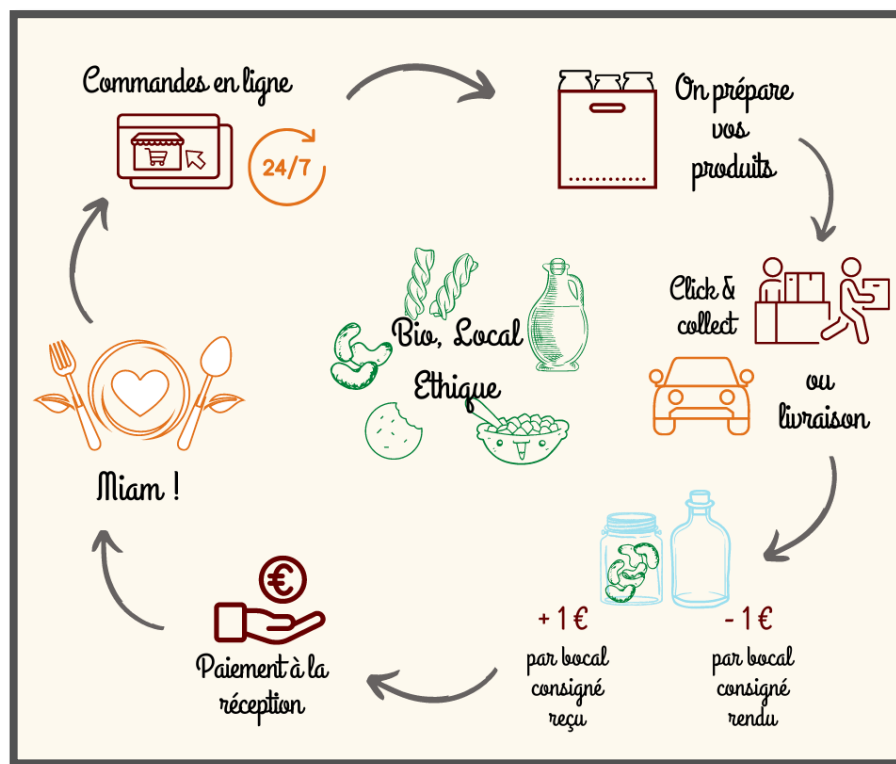 Commandes en ligne
24/7
On prépare
vos
produits
Click &
collect
ou
livraison
+ 1 €
par bocal
consigné
reçu
- 1 €
par bocal
consigné
rendu
€
Paiement à la
réception
Miam !
Bio, Local
Ethique